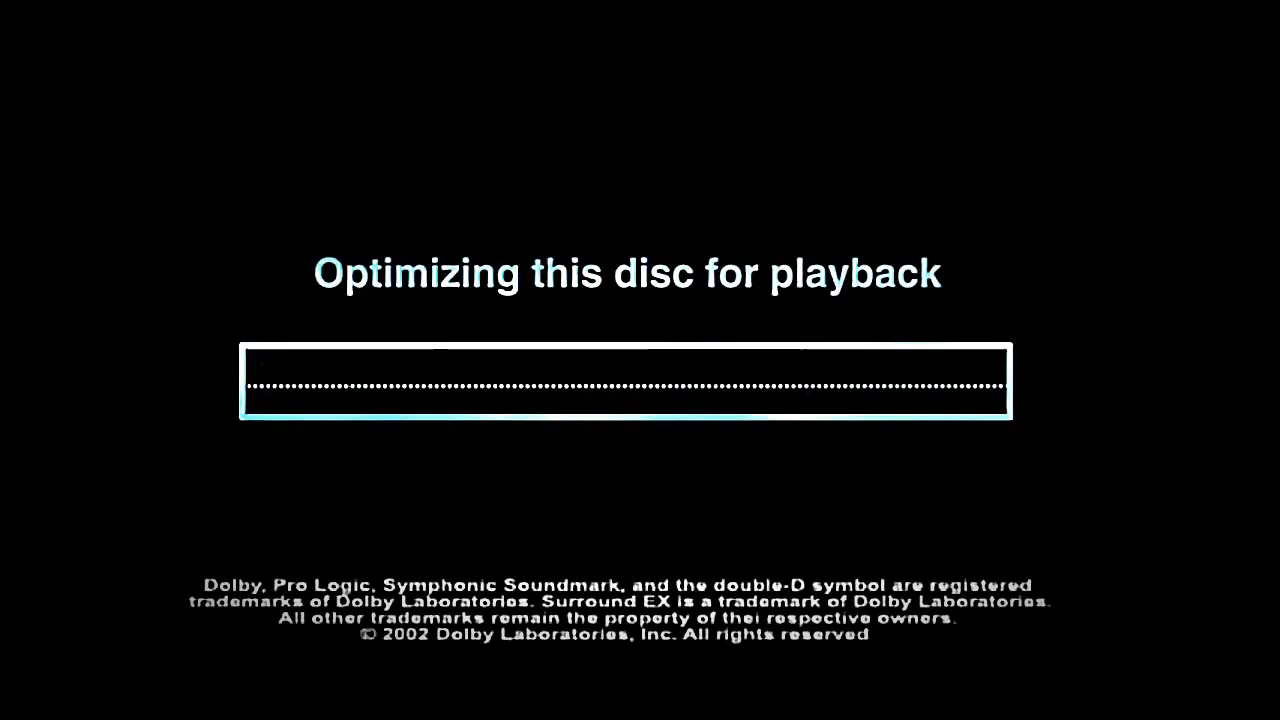 Optimizing this disc for playback
Dolby, Pro Logic, Symphonic Soundmark, and the double-D symbol are registered
trademarks of Dolby Laboratories. Surround EX is a trademark of Dolby Laboratories.
All other trademarks remain the property of thei respective owners.
© 2002 Dolby Laboratories, Inc. All rights reserved